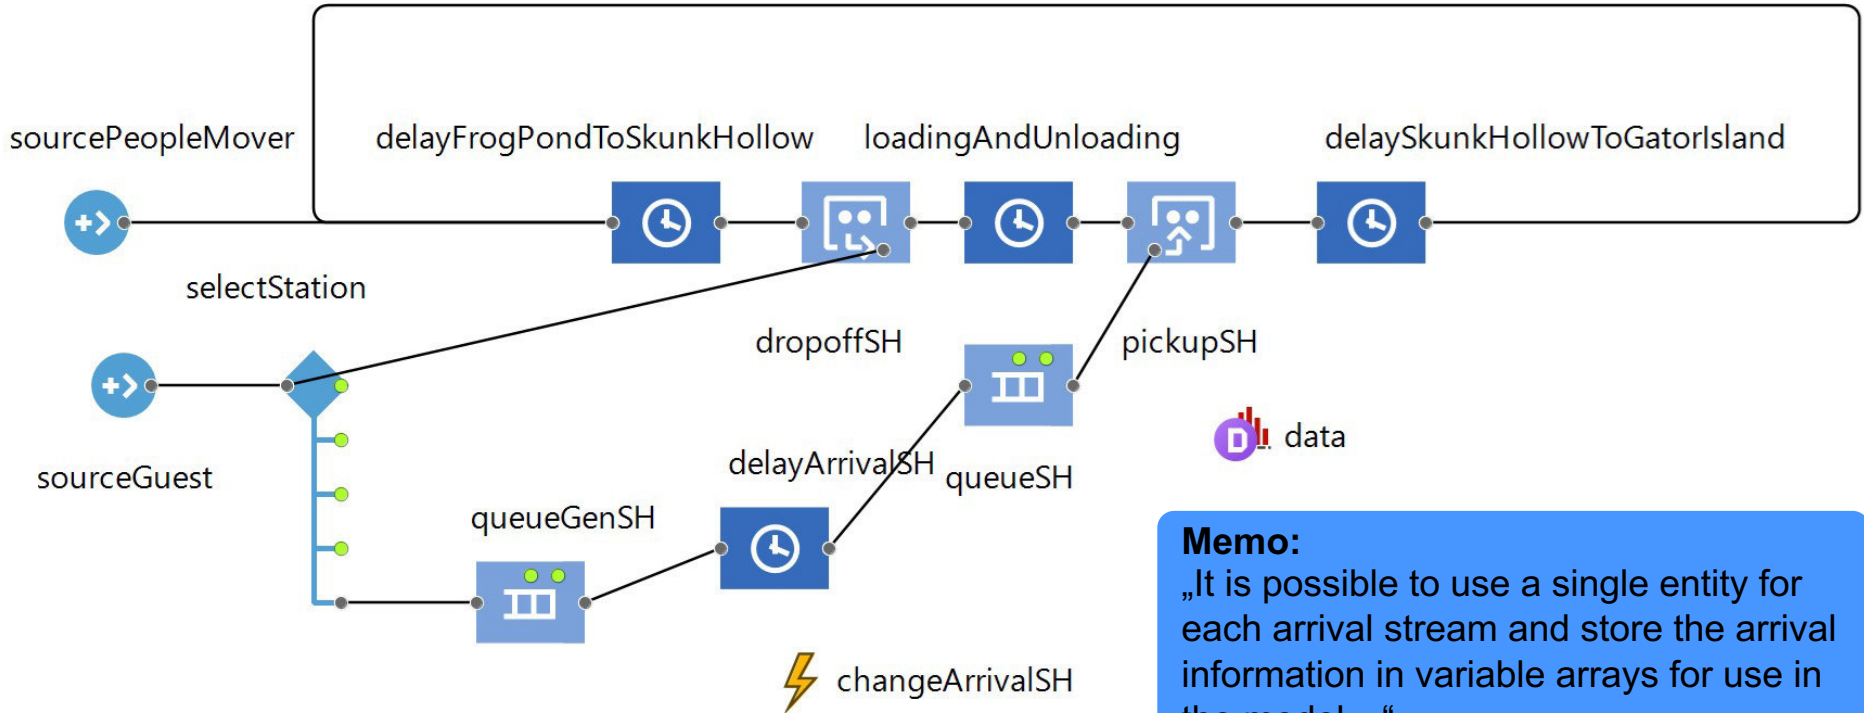 sourcePeopleMover
delayFrogPondToSkunkHollow
loadingAndUnloading
delaySkunkHollowToGatorIsland
selectStation
dropoffSH
pickupSH
sourceGuest
delayArrivalSH
queueSH
D
data
queueGenSH
changeArrivalSH
Memo:
„It is possible to use a single entity for
each arrival stream and store the arrival
information in variable arrays for use in